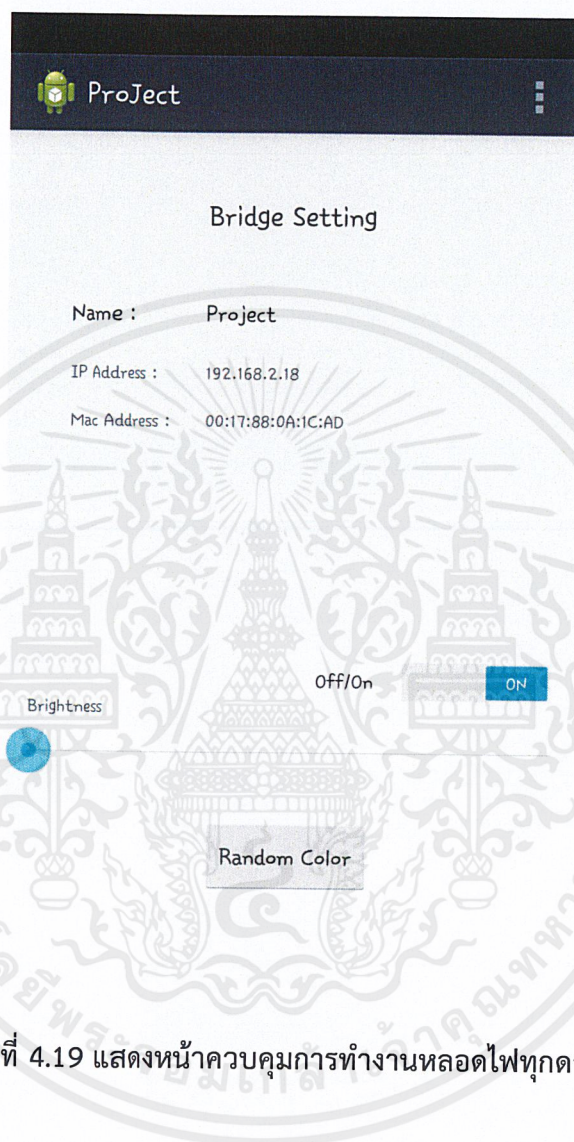 ProJect
Bridge Setting
Name : Project
IP Address : 192.168.2.18
Mac Address : 00:17:88:0A:1C:AD
Off/On ON
Brightness
Random Color
ที่ 4.19 แสดงหน้าควบคุมการทำงานหลอดไฟทุกด